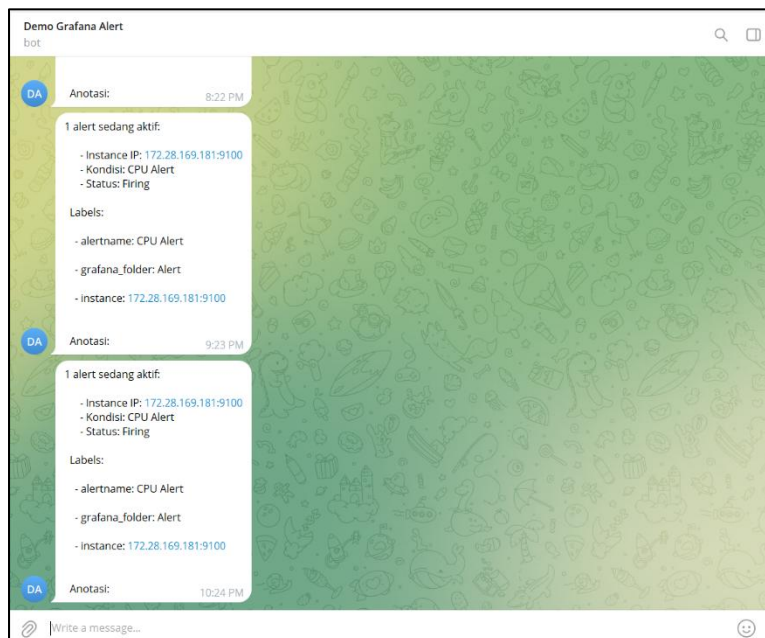 Demo Grafana Alert
bot
DA
Anotasi:
8:22 PM
1 alert sedang aktif:
- Instance IP: 172.28.169.181:9100
- Kondisi: CPU Alert
- Status: Firing
Labels:
- alertname: CPU Alert
- grafana_folder: Alert
- instance: 172.28.169.181:9100
DA
Anotasi:
9:23 PM
1 alert sedang aktif:
- Instance IP: 172.28.169.181:9100
- Kondisi: CPU Alert
- Status: Firing
Labels:
- alertname: CPU Alert
- grafana_folder: Alert
- instance: 172.28.169.181:9100
DA
Anotasi:
10:24 PM
Write a message...